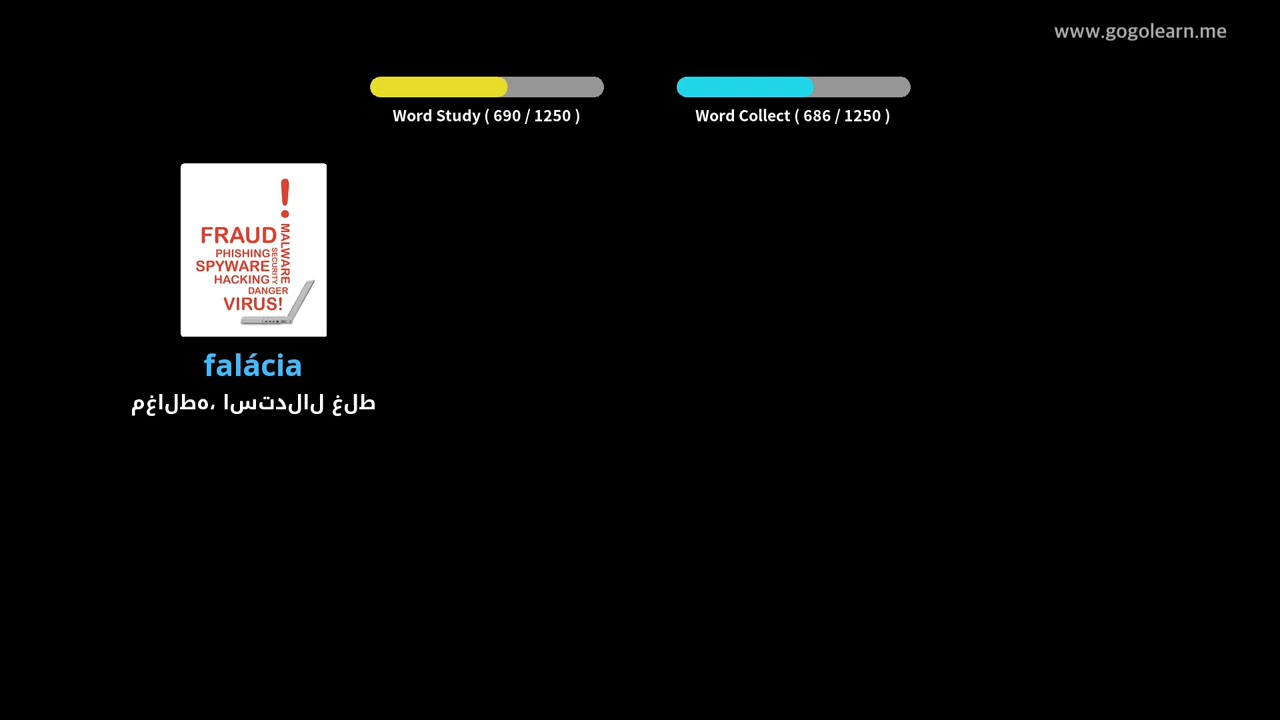 www.gogolearn.me
Word Study ( 690 / 1250 )
Word Collect ( 686 / 1250 )
!
FRAUD
MALWARE
PHISHING
SECURITY
SPYWARE
HACKING
DANGER
VIRUS!
falácia
مغالطه، استدلال غلط